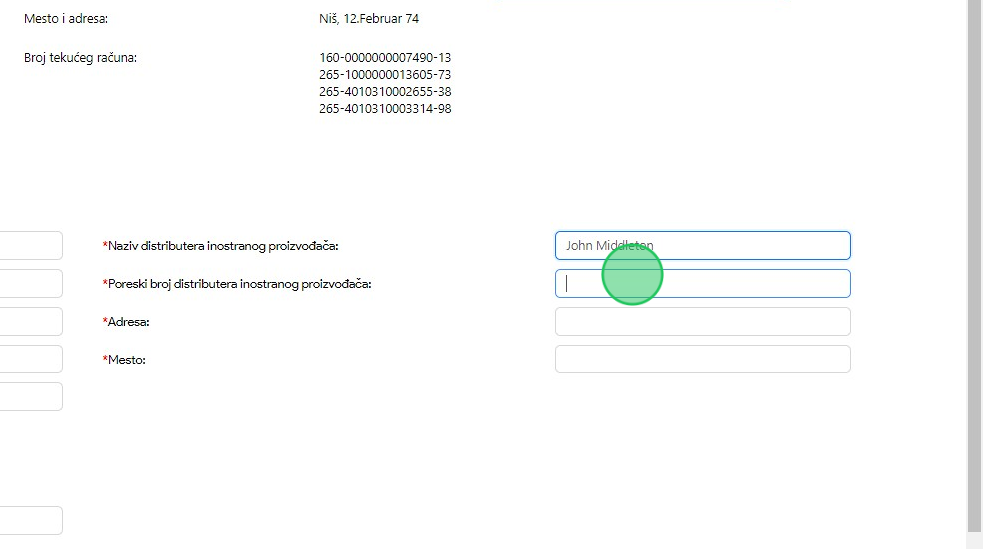 Mesto i adresa: Niš, 12.Februar 74
Broj tekućeg računa: 160-0000000007490-13
265-1000000013605-73
265-4010310002655-38
265-4010310003314-98
*Naziv distributera inostranog proizvođača: John Middleton
*Poreski broj distributera inostranog proizvođača:
*Adresa:
*Mesto: